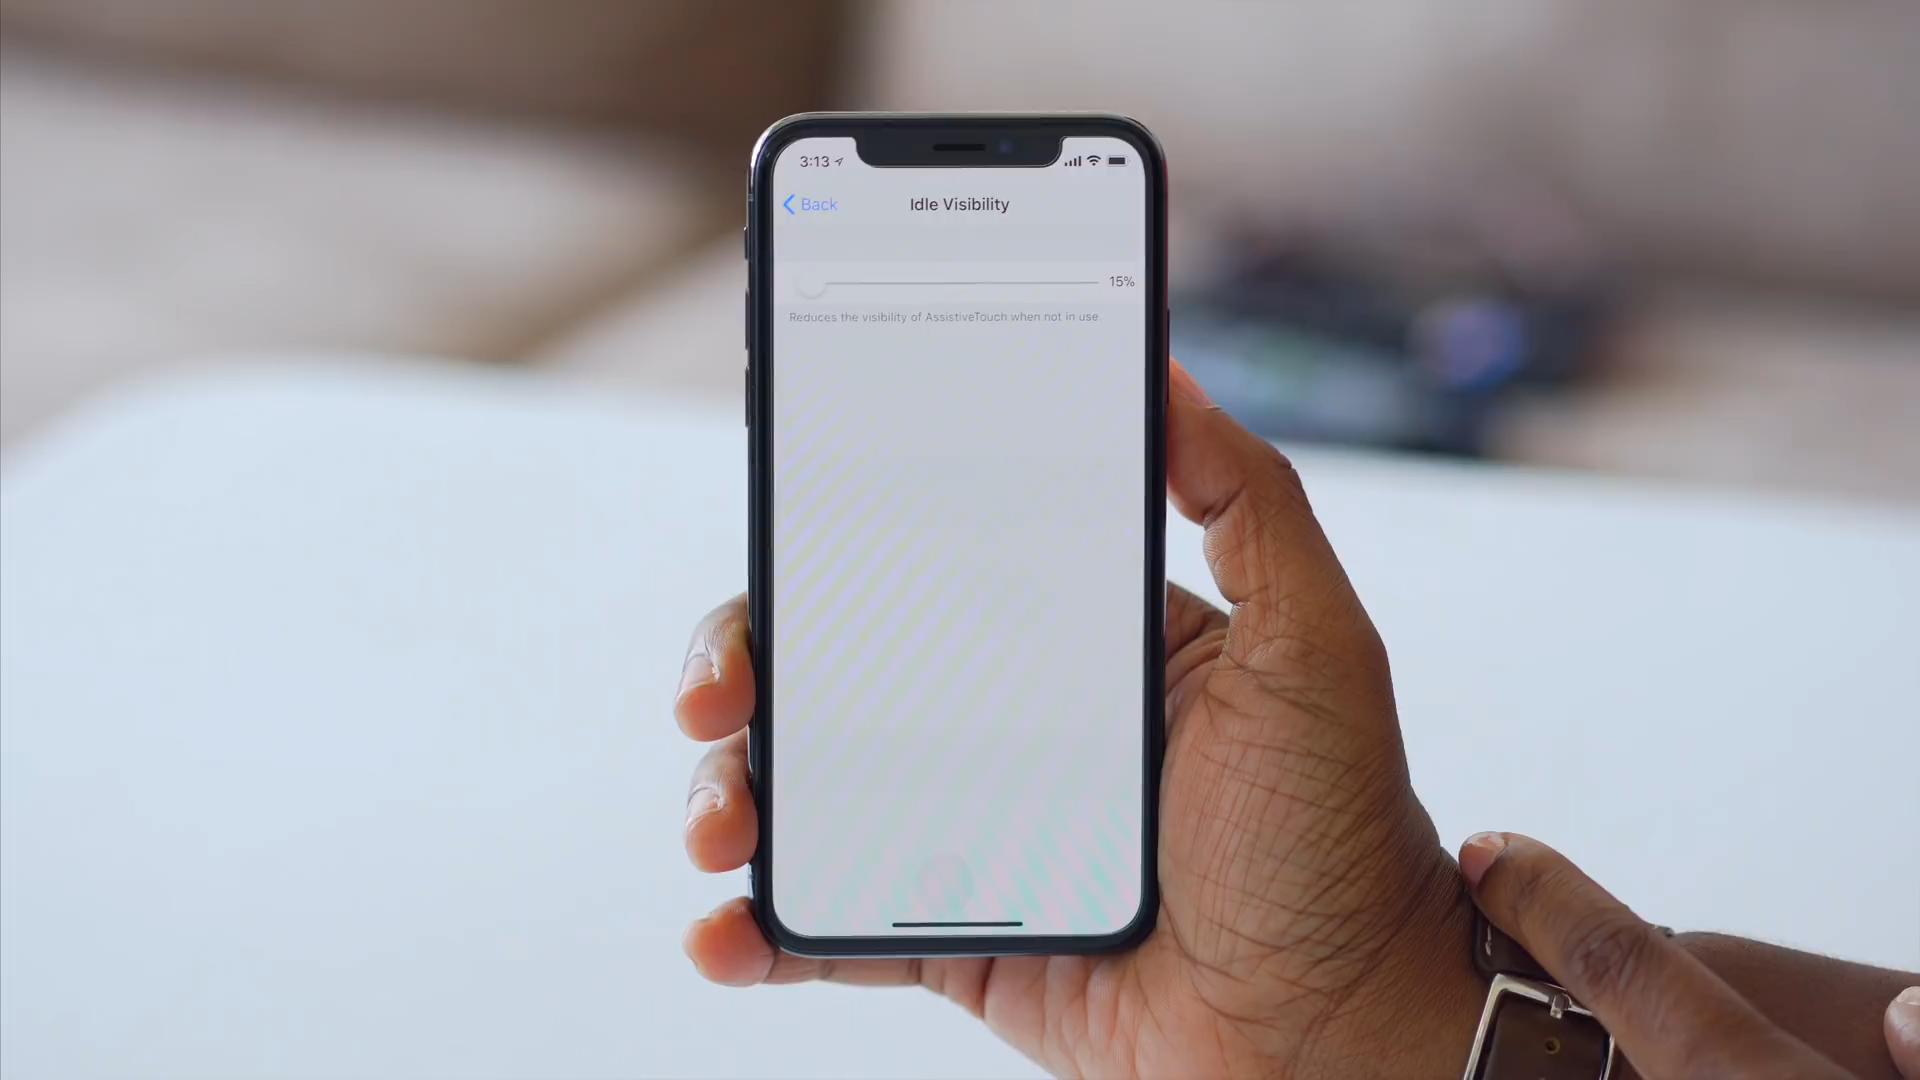 3:13
Back
Idle Visibility
15%
Reduces the visibility of AssistiveTouch when not in use.